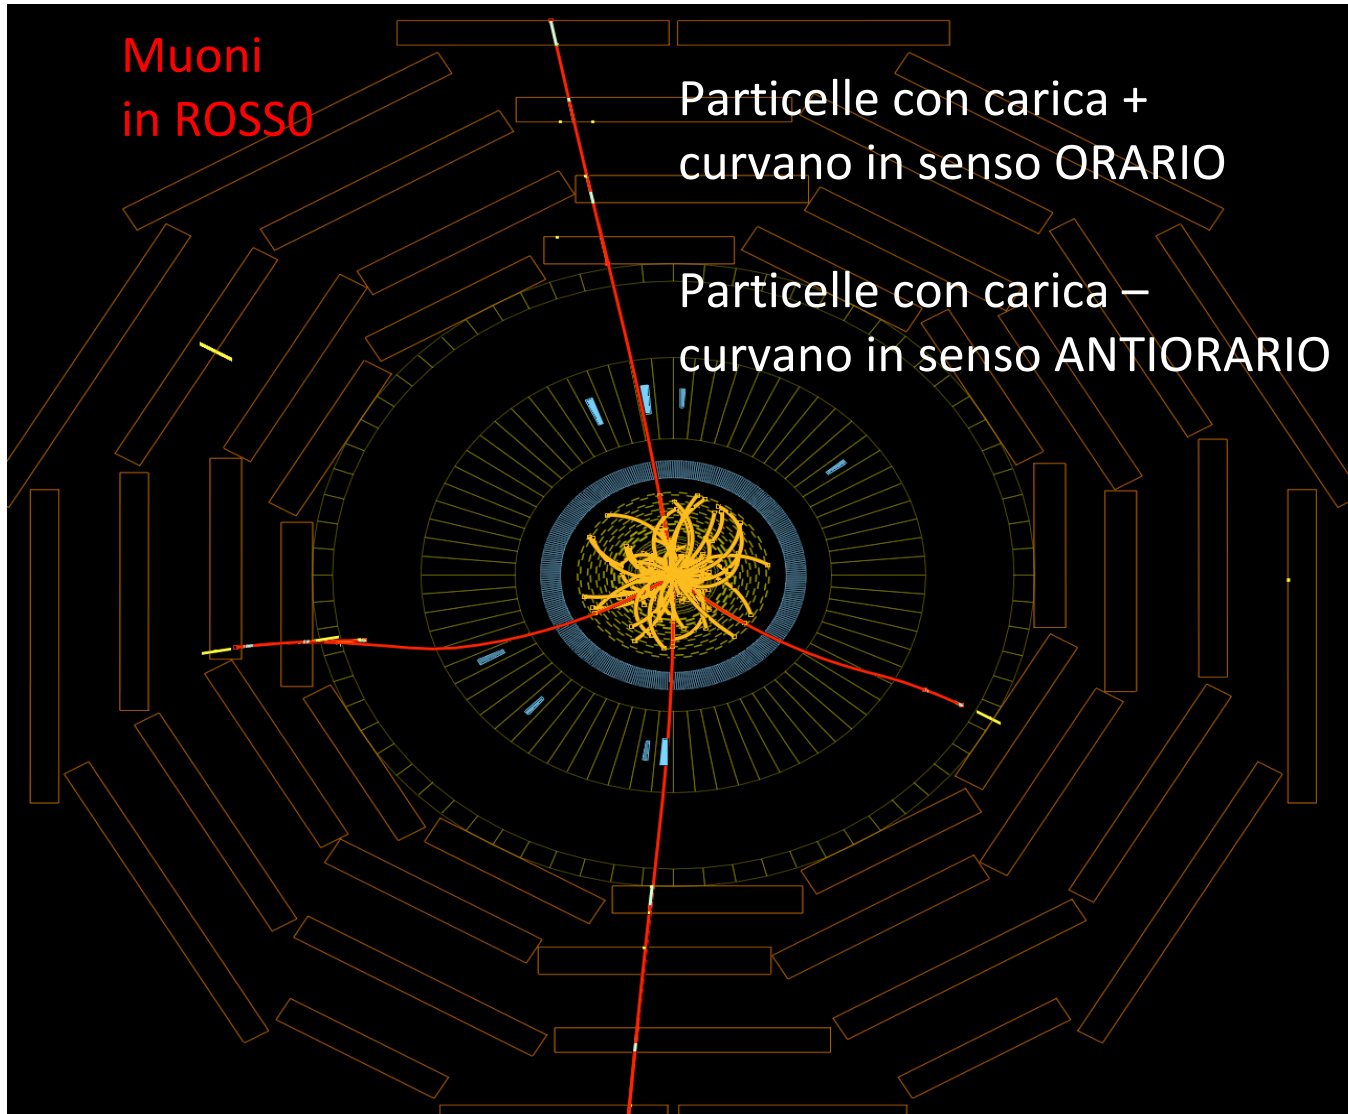 Muoni
in ROSS0
Particelle con carica +
curvano in senso ORARIO
Particelle con carica –
curvano in senso ANTIORARIO